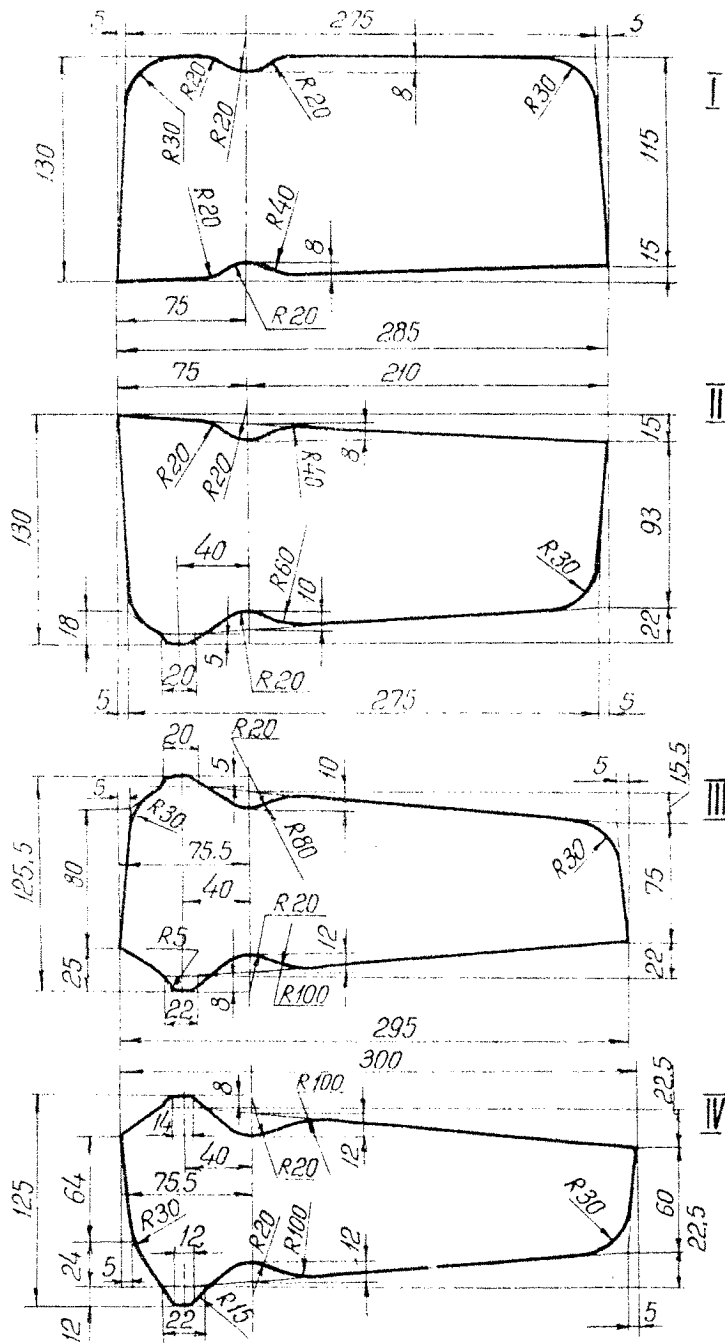 5 275 5
R20 R20 8 R30 I
R30 R20
130 115
R20 R40 8 15
75 R20
285
75 210 II
15
R20 R20 R40 8
130 93
40 R60 10 R30
18 22
20 5 R20
5 275 5
20 R20
5 10 5 15.5
5 III
R30 R80 R30
125.5 80 75.5 75
40
R5 R20 12
25 22
22 8 R100
295
300
8 R100 22.5
IV
14 12
40 R20
125 64 75.5 60
R30 12 R20 R100 12 R30 22.5
24
5
12 22 R15 5